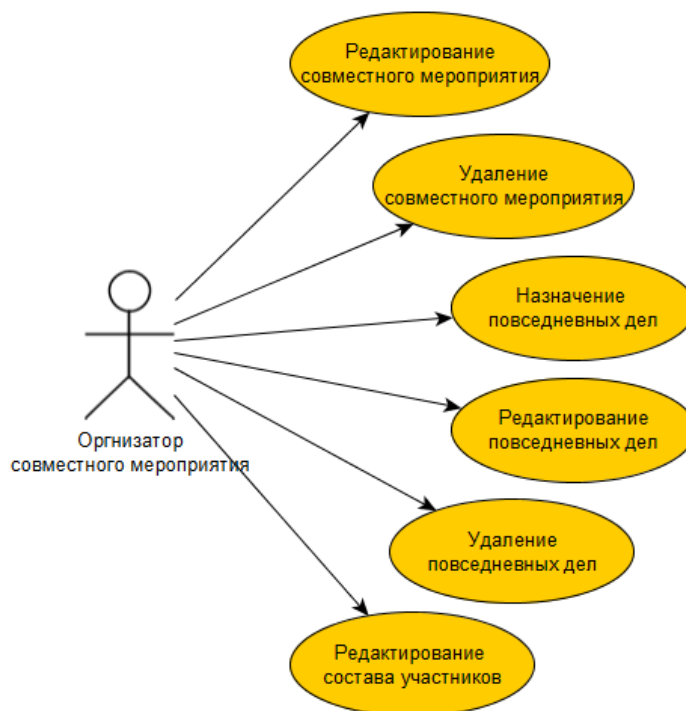 Редактирование
совместного мероприятия
Удаление
совместного мероприятия
Назначение
повседневных дел
Редактирование
повседневных дел
Оргнизатор
совместного мероприятия
Удаление
повседневных дел
Редактирование
состава участников